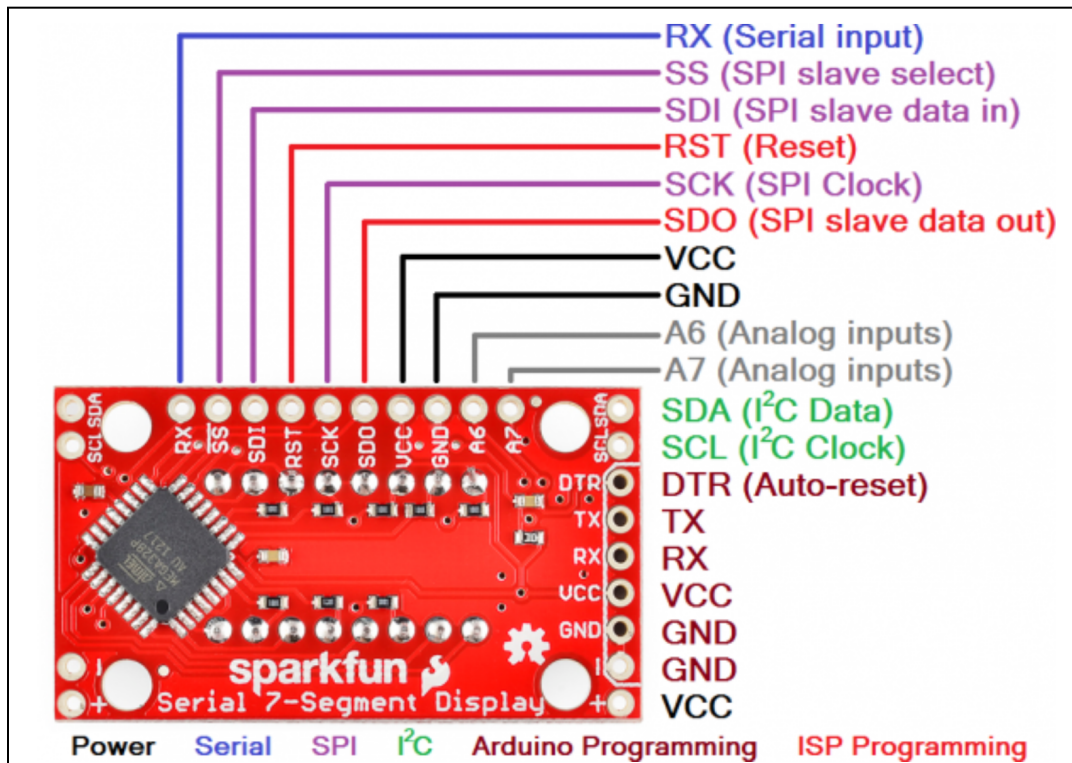 RX (Serial input)
SS (SPI slave select)
SDI (SPI slave data in)
RST (Reset)
SCK (SPI Clock)
SDO (SPI slave data out)
VCC
GND
A6 (Analog inputs)
A7 (Analog inputs)
SDA (I²C Data)
SCL (I²C Clock)
DTR (Auto-reset)
TX
RX
VCC
GND
GND
VCC
SCL SDA
RX SS SDI RST SCK SDO VCC GND A6 A7
SCL SDA
DTR
TX
RX
VCC
GND
-
+
-
+
ATMEL
MEGA328P
AU 1217
sparkfun
Serial 7-Segment Display
Power Serial SPI I²C Arduino Programming ISP Programming